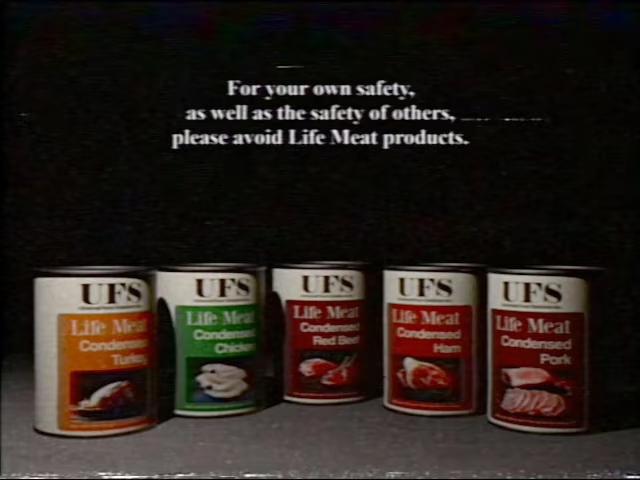 For your own safety,
as well as the safety of others,
please avoid Life Meat products.
UFS
Life Meat
Condensed
Turkey
UFS
Life Meat
Condensed
Chicken
UFS
Life Meat
Condensed
Red Beef
UFS
Life Meat
Condensed
Ham
UFS
Life Meat
Condensed
Pork